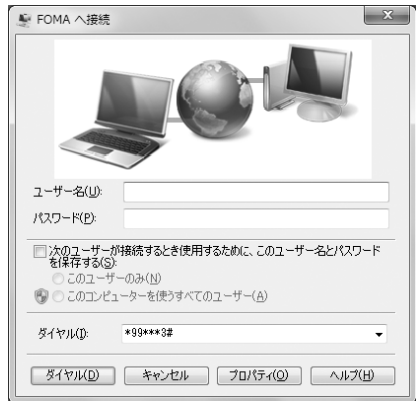 FOMA へ接続
ユーザー名(U):
パスワード(P):
次のユーザーが接続するとき使用するために、このユーザー名とパスワード
を保存する(S):
このユーザーのみ(N)
このコンピューターを使うすべてのユーザー(A)
ダイヤル(I): *99***3#
ダイヤル(D) キャンセル プロパティ(O) ヘルプ(H)